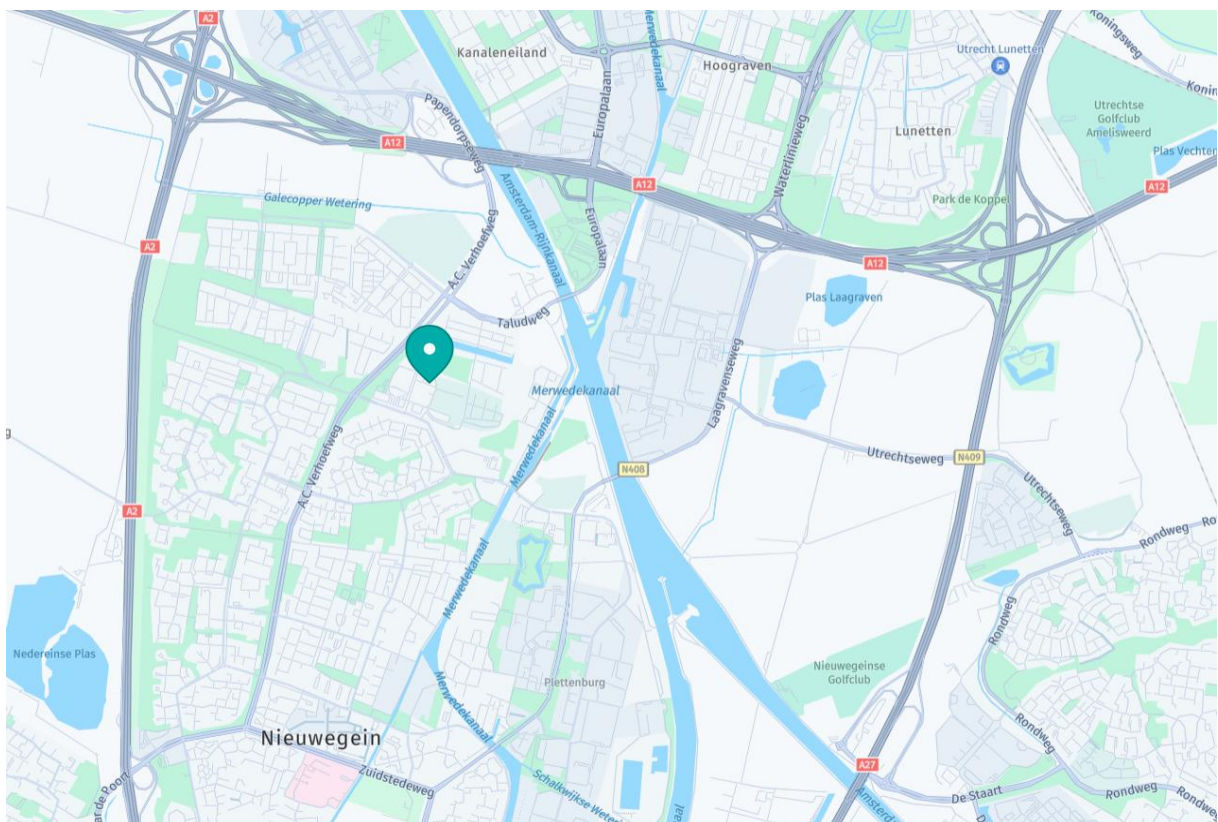 A2
Kanaleneiland
Merwedekanaal
Koningsweg
Hoograven
Utrecht Lunetten
Europalaan
Papendorpseweg
Utrechtse
Golfclub
Amelisweerd
Waterlinieweg
Lunetten
A12
Plas Vechten
A12
Amsterdam-Rijnkanaal
A12
Galecopper Wetering
Park de Koppel
Europalaan
A.C. Verhoefweg
A2
A12
Plas Laagraven
Taludweg
Merwedekanaal
Laagravenseweg
Merwedekanaal
A.C. Verhoefweg
Utrechtseweg
N409
N408
Utrechtseweg
A2
Rondweg
Merwedekanaal
Rondweg
Nedereinse Plas
Nieuwegeinse
Golfclub
Plettenburg
Merwedekanaal
Rondweg
Nieuwegein
Zuidstedeweg
A27
Schalkwijkse
De Staart
Rondweg
Rondweg